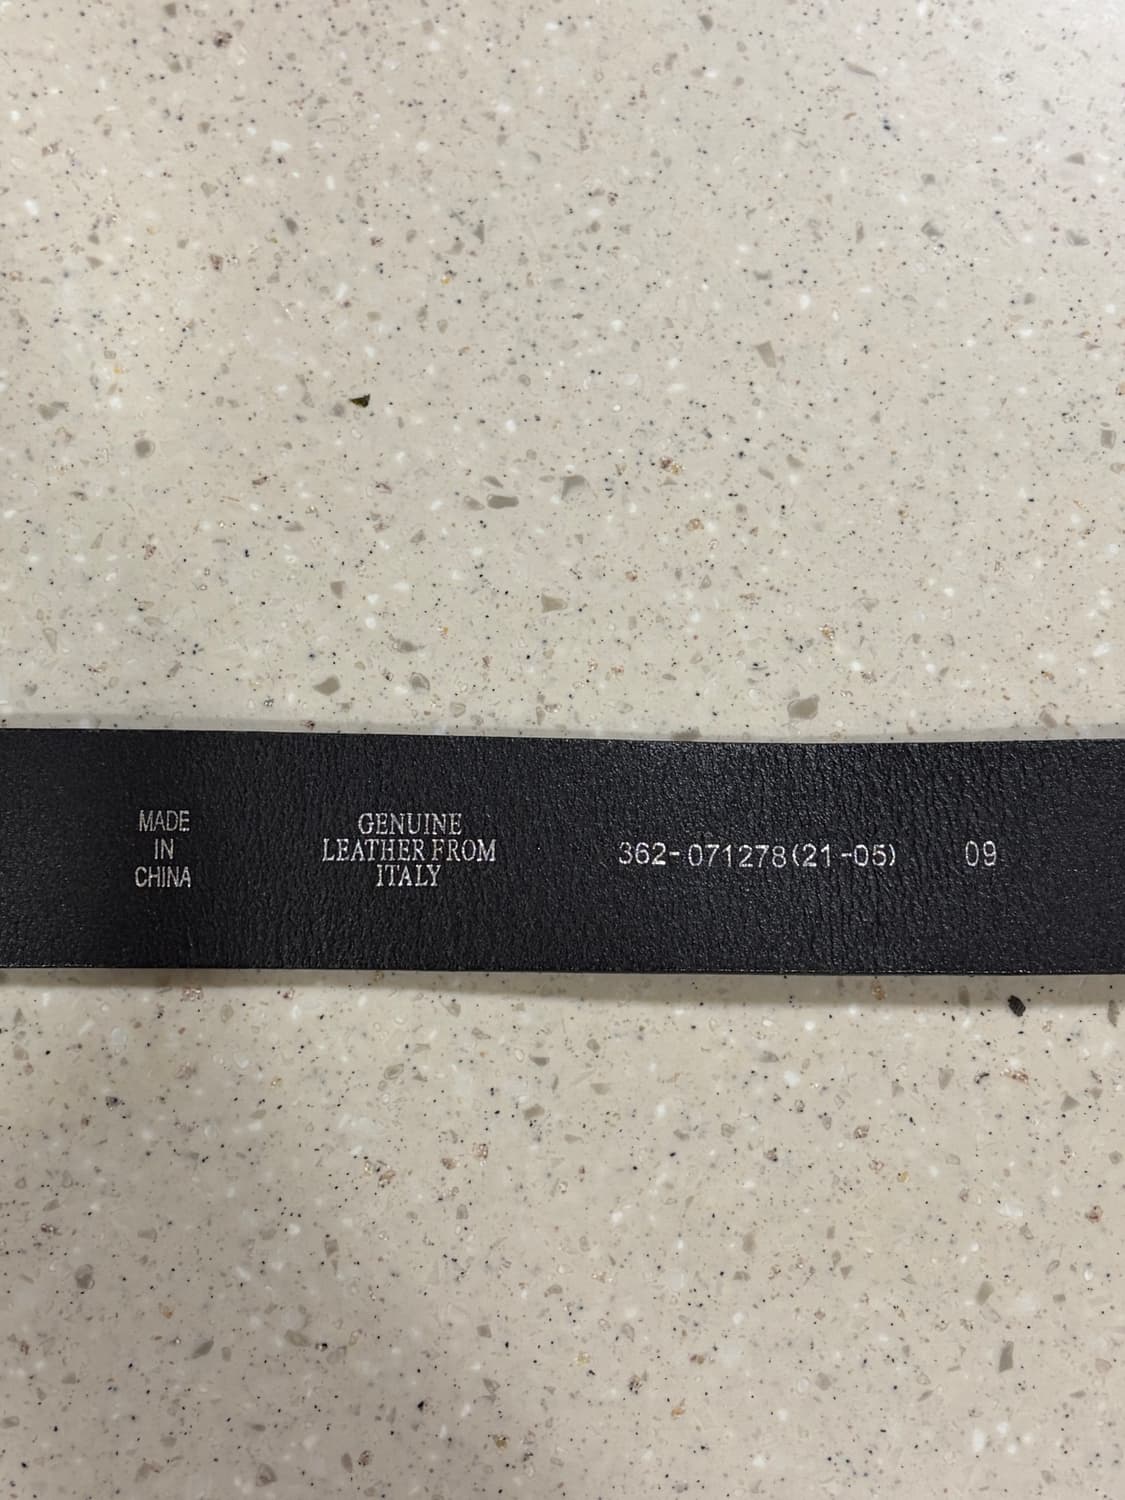 MADE
IN
CHINA
GENUINE
LEATHER FROM
ITALY
362-071278(21-05) 09